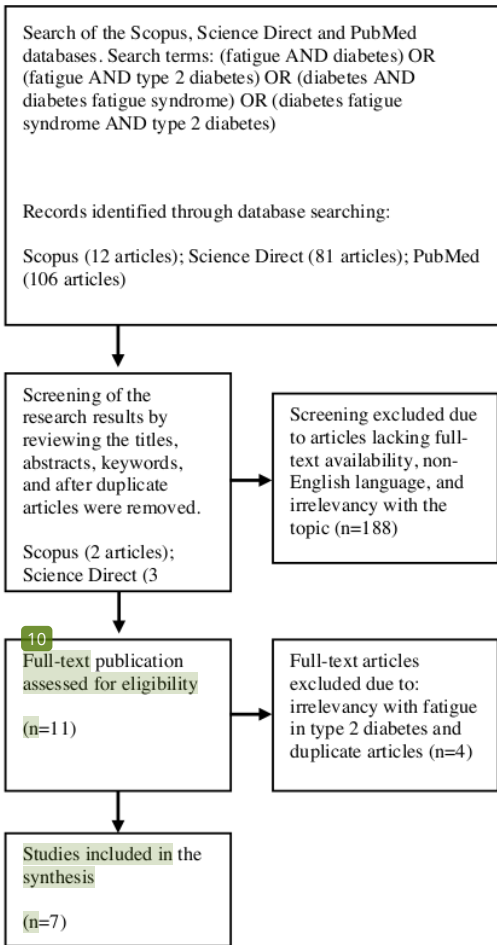 Search of the Scopus, Science Direct and PubMed
databases. Search terms: (fatigue AND diabetes) OR
(fatigue AND type 2 diabetes) OR (diabetes AND
diabetes fatigue syndrome) OR (diabetes fatigue
syndrome AND type 2 diabetes)
Records identified through database searching:
Scopus (12 articles); Science Direct (81 articles); PubMed
(106 articles)
Screening of the
research results by
reviewing the titles,
abstracts, keywords,
and after duplicate
articles were removed.
Scopus (2 articles);
Science Direct (3
Screening excluded due
to articles lacking full-
text availability, non-
English language, and
irrelevancy with the
topic (n=188)
10
Full-text publication
assessed for eligibility
(n=11)
Full-text articles
excluded due to:
irrelevancy with fatigue
in type 2 diabetes and
duplicate articles (n=4)
Studies included in the
synthesis
(n=7)